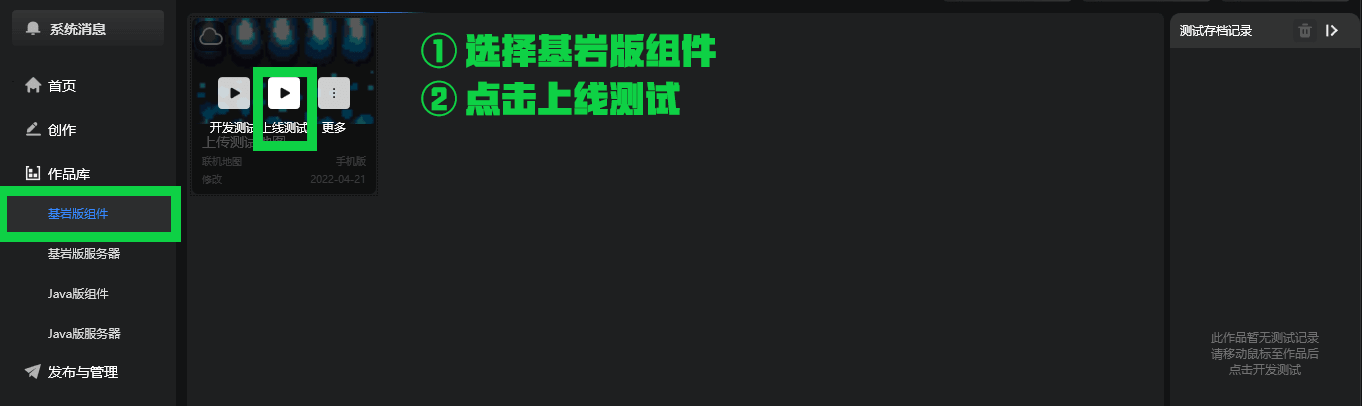 系统消息
首页
创作
作品库
基岩版组件
基岩版服务器
Java版组件
Java版服务器
发布与管理
开发测试 上线测试 更多
上传测试地图
联机地图 手机版
修改 2022-04-21
① 选择基岩版组件
② 点击上线测试
测试存档记录
此作品暂无测试记录
请移动鼠标至作品后
点击开发测试